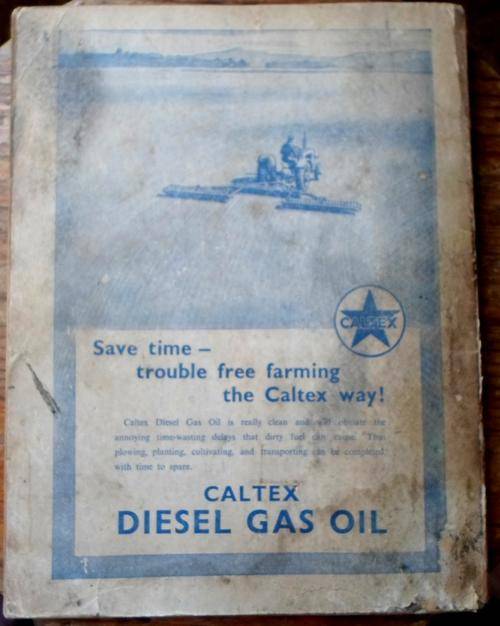 CALTEX
Save time –
trouble free farming
the Caltex way!
Caltex Diesel Gas Oil is really clean and will obviate the
annoying time-wasting delays that dirty fuel can cause. Thus
plowing, planting, cultivating, and transporting can be completed
with time to spare.
CALTEX
DIESEL GAS OIL